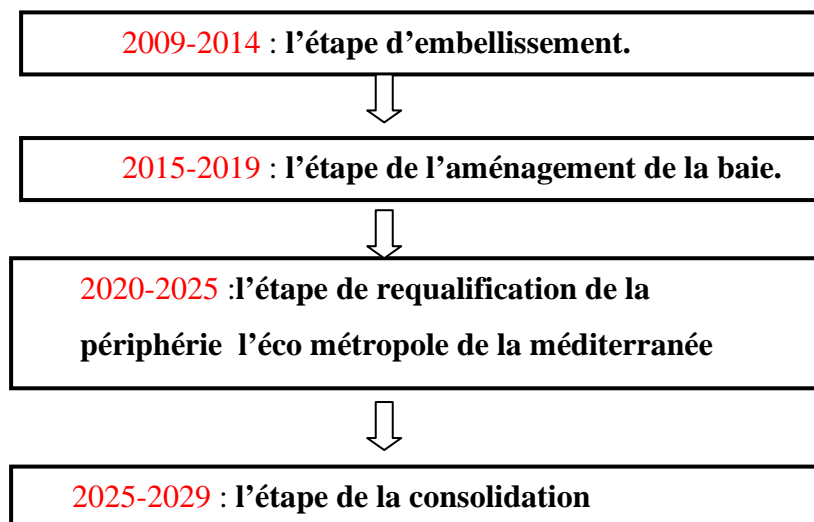 2009-2014 : l’étape d’embellissement.
2015-2019 : l’étape de l’aménagement de la baie.
2020-2025 :l’étape de requalification de la
périphérie l’éco métropole de la méditerranée
2025-2029 : l’étape de la consolidation